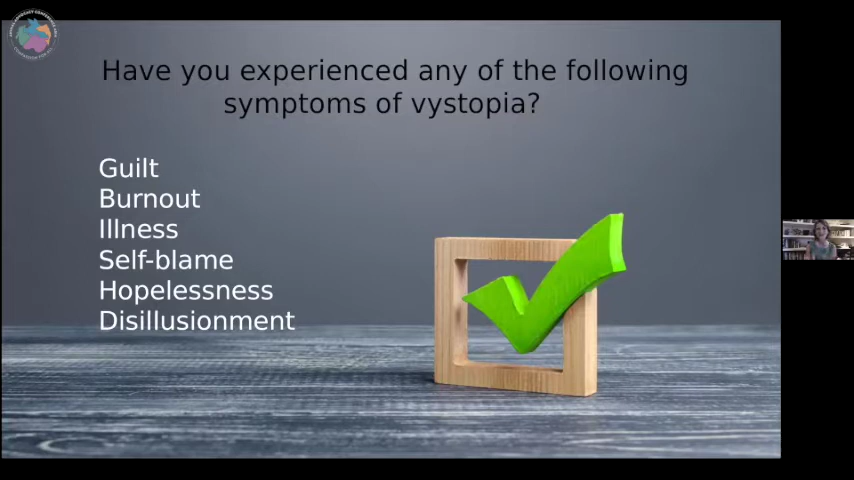 Have you experienced any of the following
symptoms of vystopia?
Guilt
Burnout
Illness
Self-blame
Hopelessness
Disillusionment